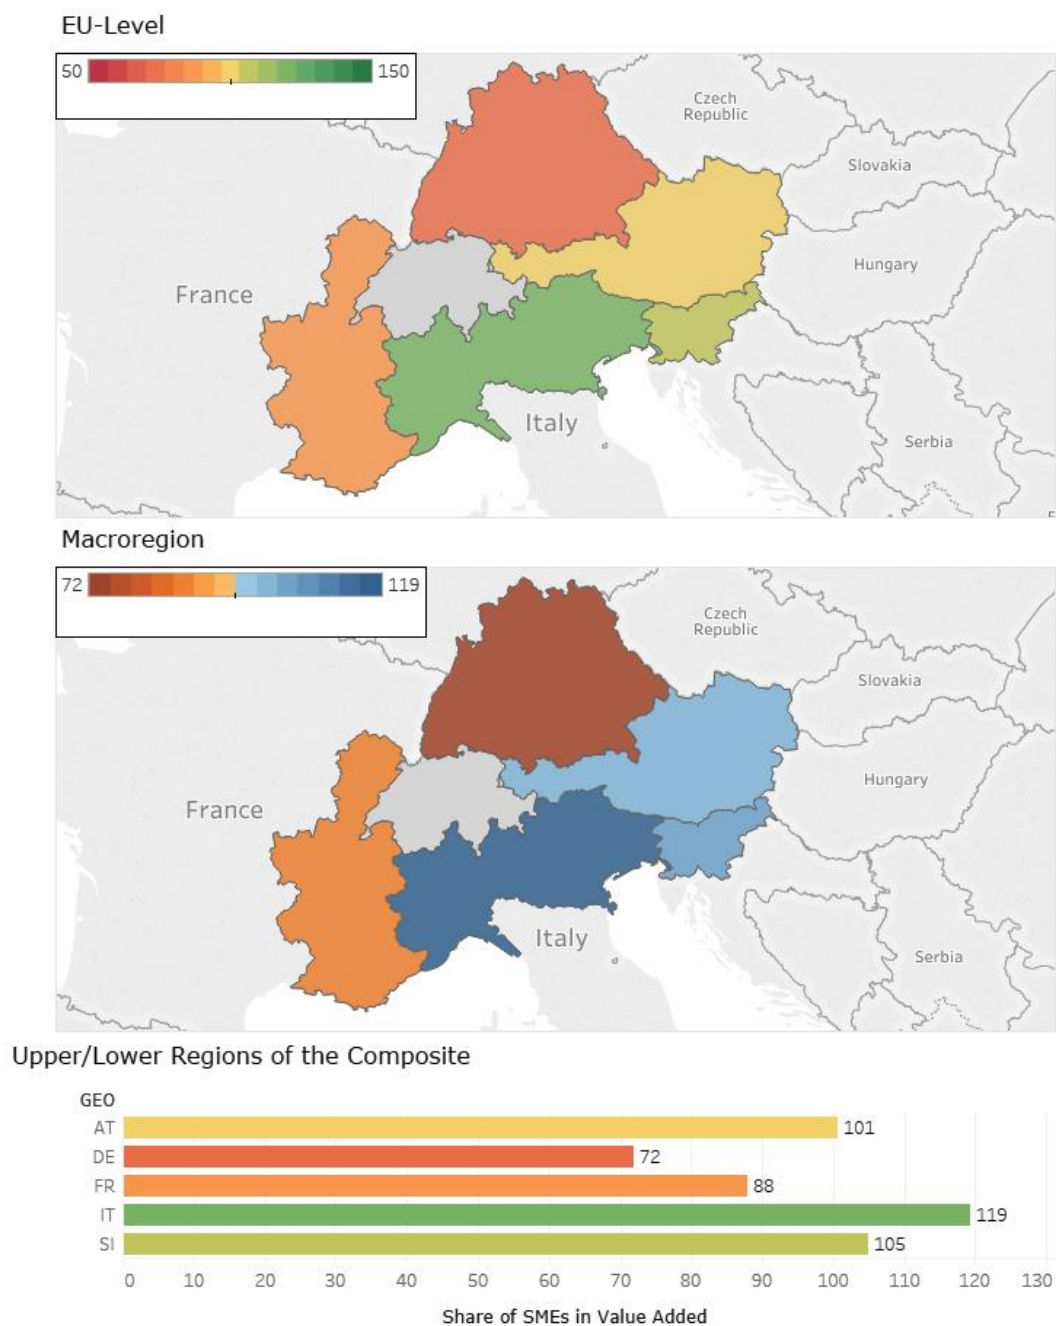 EU-Level
50 150
Czech
Republic
Slovakia
Hungary
France
Italy
Serbia
Macroregion
72 119
Czech
Republic
Slovakia
Hungary
France
Italy
Serbia
Upper/Lower Regions of the Composite
GEO
AT 101
DE 72
FR 88
IT 119
SI 105
0 10 20 30 40 50 60 70 80 90 100 110 120 130
Share of SMEs in Value Added